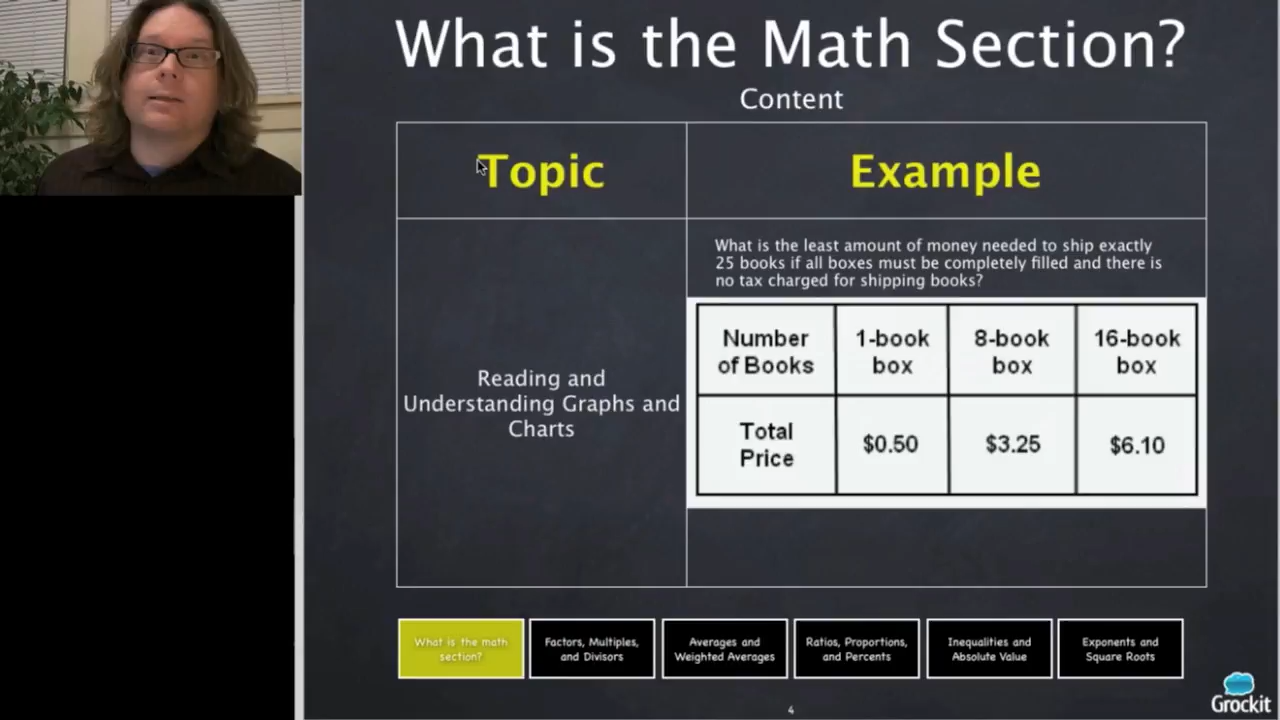 What is the Math Section?
Content
Topic
Example
Reading and
Understanding Graphs and
Charts
What is the least amount of money needed to ship exactly
25 books if all boxes must be completely filled and there is
no tax charged for shipping books?
Number of Books
1-book box
8-book box
16-book box
Total Price
$0.50
$3.25
$6.10
What is the math
section?
Factors, Multiples,
and Divisors
Averages and
Weighted Averages
Ratios, Proportions,
and Percents
Inequalities and
Absolute Value
Exponents and
Square Roots
4
Grockit